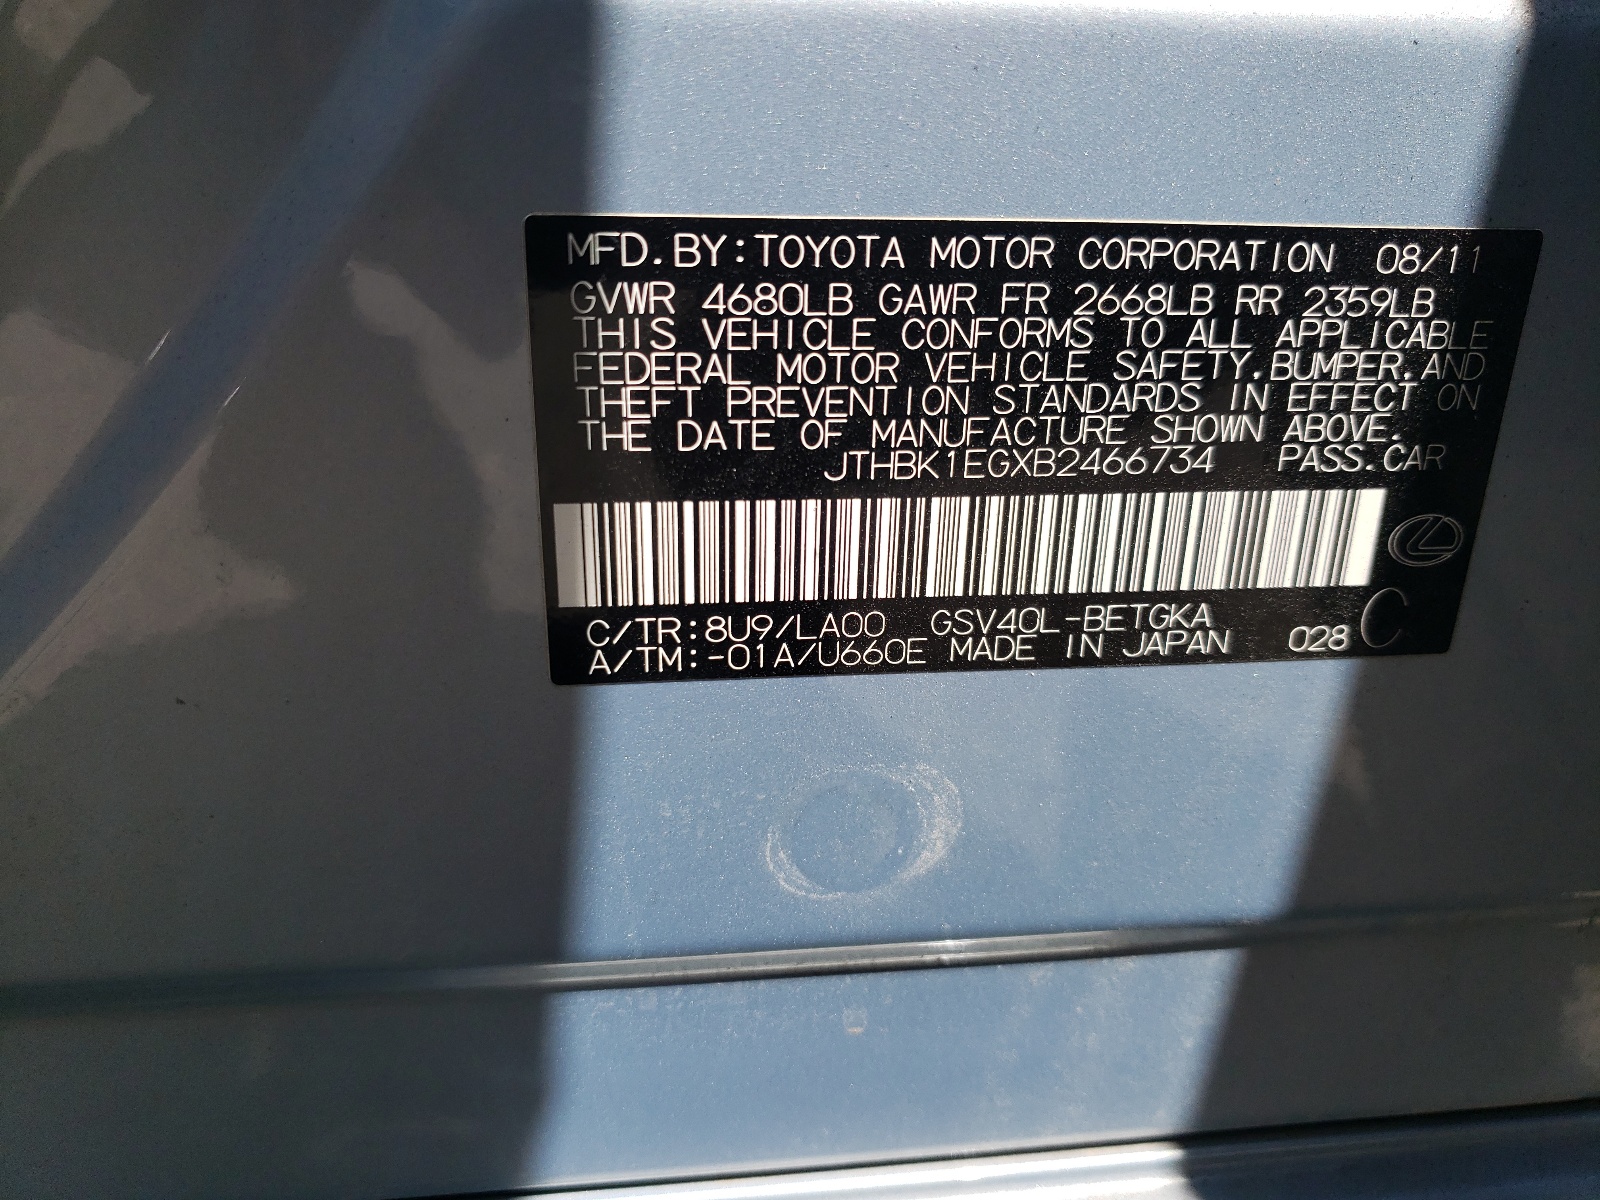 MFD.BY:TOYOTA MOTOR CORPORATION 08/11
GVWR 4680LB GAWR FR 2668LB RR 2359LB
THIS VEHICLE CONFORMS TO ALL APPLICABLE
FEDERAL MOTOR VEHICLE SAFETY.BUMPER.AND
THEFT PREVENTION STANDARDS IN EFFECT ON
THE DATE OF MANUFACTURE SHOWN ABOVE.
JTHBK1EGXB2466734 PASS.CAR
C/TR:8U9/LA00 GSV40L-BETGKA
A/TM:-01A/U660E MADE IN JAPAN 028 C